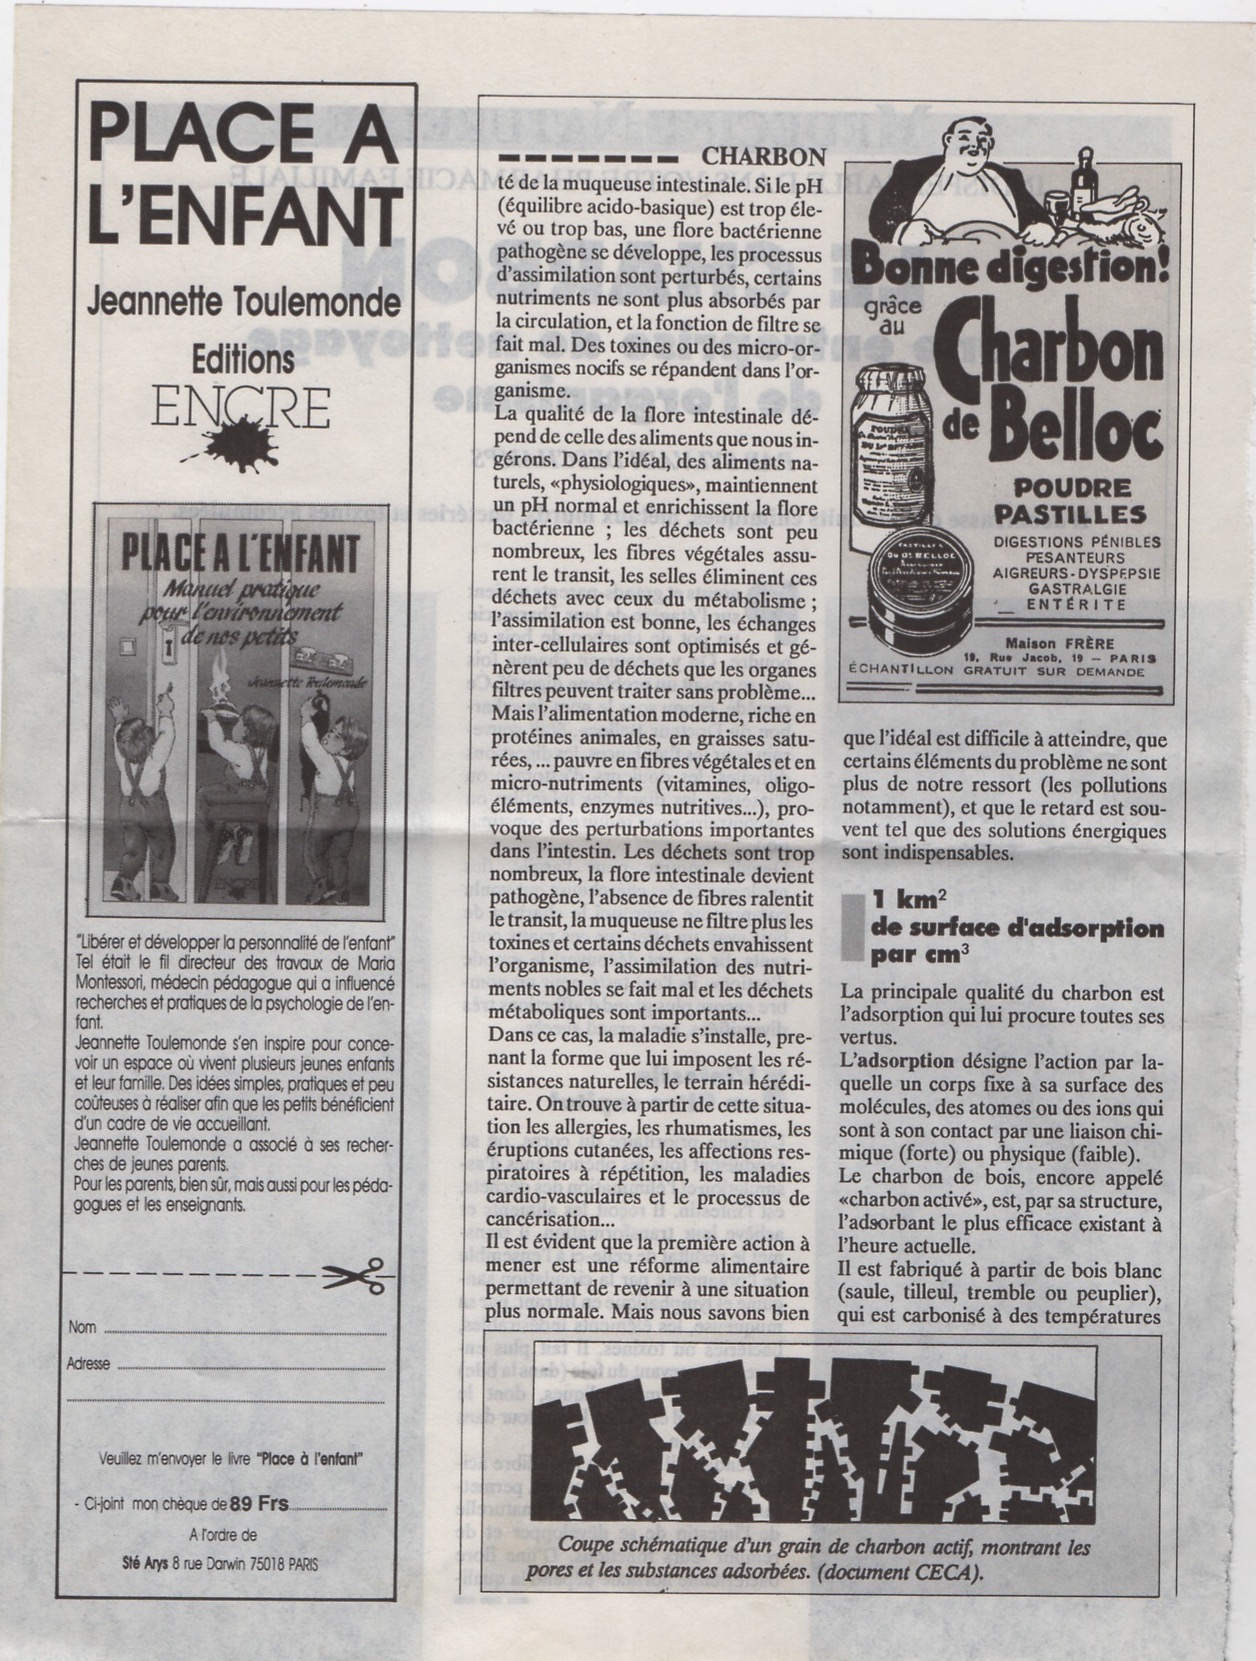 PLACE A
L'ENFANT
Jeannette Toulemonde
Editions
ENCRE
PLACE A L'ENFANT
Manuel pratique
pour l'environnement
de nos petits
Jeannette Toulemonde
ENCRE
"Libérer et développer la personnalité de l'enfant"
Tel était le fil directeur des travaux de Maria
Montessori, médecin pédagogue qui a influencé
recherches et pratiques de la psychologie de l'en-
fant.
Jeannette Toulemonde s'en inspire pour conce-
voir un espace où vivent plusieurs jeunes enfants
et leur famille. Des idées simples, pratiques et peu
coûteuses à réaliser afin que les petits bénéficient
d'un cadre de vie accueillant.
Jeannette Toulemonde a associé à ses recher-
ches de jeunes parents.
Pour les parents, bien sûr, mais aussi pour les péda-
gogues et les enseignants.
Nom
Adresse
Veuillez m'envoyer le livre "Place à l'enfant"
- Ci-joint mon chèque de 89 Frs
A l'ordre de
Sté Arys 8 rue Darwin 75018 PARIS
CHARBON
té de la muqueuse intestinale. Si le pH
(équilibre acido-basique) est trop éle-
vé ou trop bas, une flore bactérienne
pathogène se développe, les processus
d'assimilation sont perturbés, certains
nutriments ne sont plus absorbés par
la circulation, et la fonction de filtre se
fait mal. Des toxines ou des micro-or-
ganismes nocifs se répandent dans l'or-
ganisme.
La qualité de la flore intestinale dé-
pend de celle des aliments que nous in-
gérons. Dans l'idéal, des aliments na-
turels, «physiologiques», maintiennent
un pH normal et enrichissent la flore
bactérienne ; les déchets sont peu
nombreux, les fibres végétales assu-
rent le transit, les selles éliminent ces
déchets avec ceux du métabolisme ;
l'assimilation est bonne, les échanges
inter-cellulaires sont optimisés et gé-
nèrent peu de déchets que les organes
filtres peuvent traiter sans problème...
Mais l'alimentation moderne, riche en
protéines animales, en graisses satu-
rées, ... pauvre en fibres végétales et en
micro-nutriments (vitamines, oligo-
éléments, enzymes nutritives...), pro-
voque des perturbations importantes
dans l'intestin. Les déchets sont trop
nombreux, la flore intestinale devient
pathogène, l'absence de fibres ralentit
le transit, la muqueuse ne filtre plus les
toxines et certains déchets envahissent
l'organisme, l'assimilation des nutri-
ments nobles se fait mal et les déchets
métaboliques sont importants...
Dans ce cas, la maladie s'installe, pre-
nant la forme que lui imposent les ré-
sistances naturelles, le terrain hérédi-
taire. On trouve à partir de cette situa-
tion les allergies, les rhumatismes, les
éruptions cutanées, les affections res-
piratoires à répétition, les maladies
cardio-vasculaires et le processus de
cancérisation...
Il est évident que la première action à
mener est une réforme alimentaire
permettant de revenir à une situation
plus normale. Mais nous savons bien
Bonne digestion!
grâce
au
Charbon
de Belloc
POUDRE
PASTILLES
DIGESTIONS PÉNIBLES
PESANTEURS
AIGREURS-DYSPEPSIE
GASTRALGIE
ENTÉRITE
Maison FRÈRE
19, Rue Jacob, 19 – PARIS
ÉCHANTILLON GRATUIT SUR DEMANDE
POUDRE
PASTILLES
DU Dr BELLOC
que l'idéal est difficile à atteindre, que
certains éléments du problème ne sont
plus de notre ressort (les pollutions
notamment), et que le retard est sou-
vent tel que des solutions énergiques
sont indispensables.
1 km²
de surface d'adsorption
par cm³
La principale qualité du charbon est
l'adsorption qui lui procure toutes ses
vertus.
L'adsorption désigne l'action par la-
quelle un corps fixe à sa surface des
molécules, des atomes ou des ions qui
sont à son contact par une liaison chi-
mique (forte) ou physique (faible).
Le charbon de bois, encore appelé
«charbon activé», est, par sa structure,
l'adsorbant le plus efficace existant à
l'heure actuelle.
Il est fabriqué à partir de bois blanc
(saule, tilleul, tremble ou peuplier),
qui est carbonisé à des températures
Coupe schématique d'un grain de charbon actif, montrant les
pores et les substances adsorbées. (document CECA).